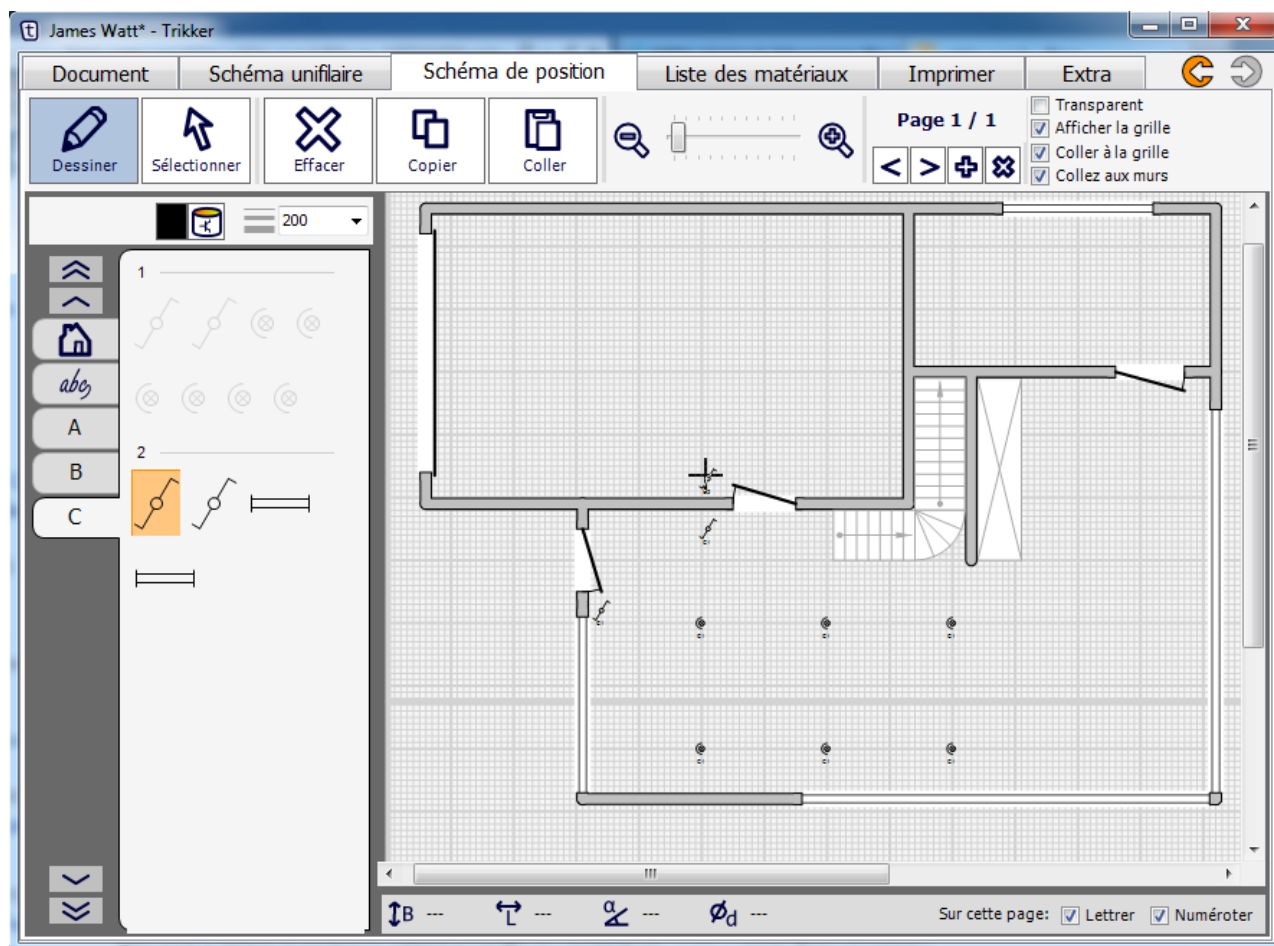 James Watt* - Trikker
Document Schéma unifilaire Schéma de position Liste des matériaux Imprimer Extra
Dessiner Sélectionner Effacer Copier Coller
Page 1 / 1
Transparent
Afficher la grille
Coller à la grille
Collez aux murs
200
1
abc
A
B
2
C
B --- L --- α --- d ---
Sur cette page: Lettrer Numéroter